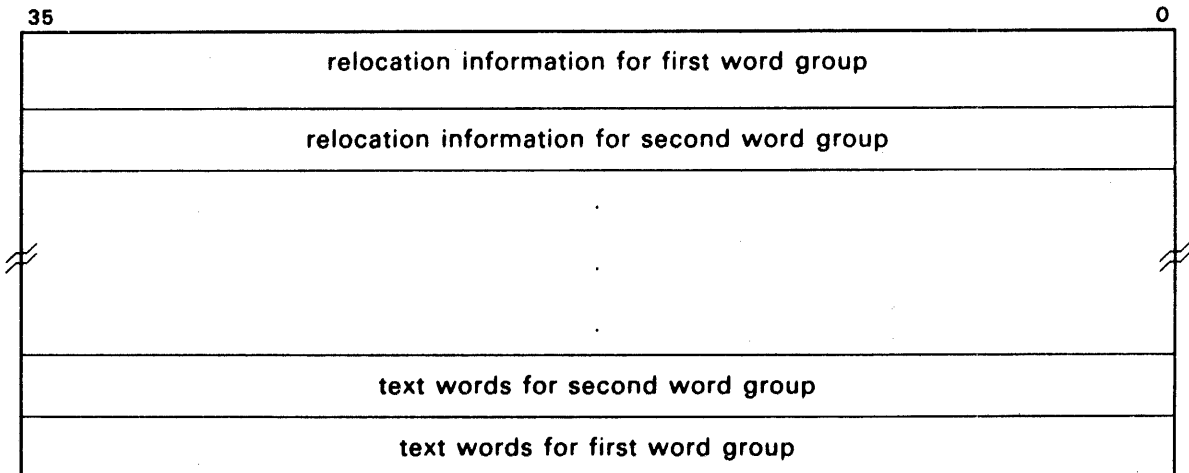 35 0
relocation information for first word group
relocation information for second word group
.
.
.
text words for second word group
text words for first word group